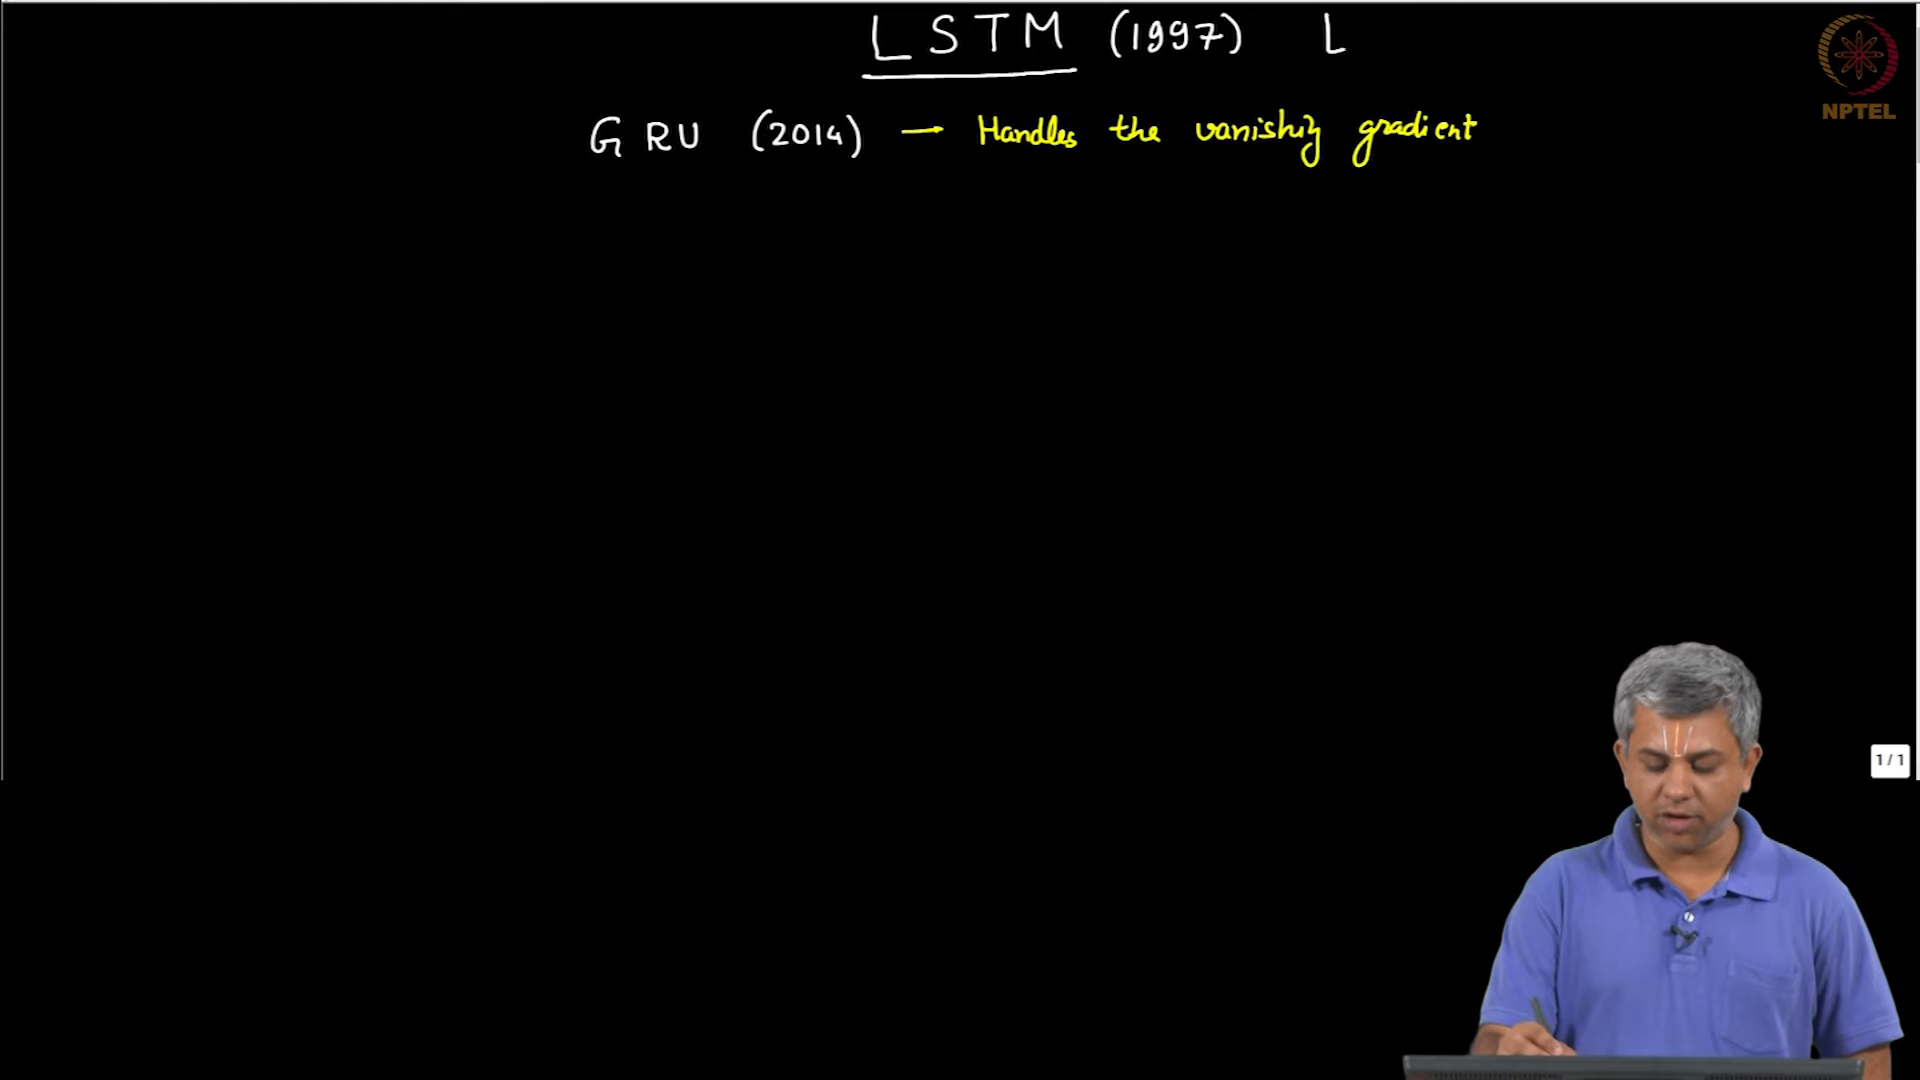 LSTM (1997) L
GRU (2014) → Handles the vanishing gradient
NPTEL
1 / 1